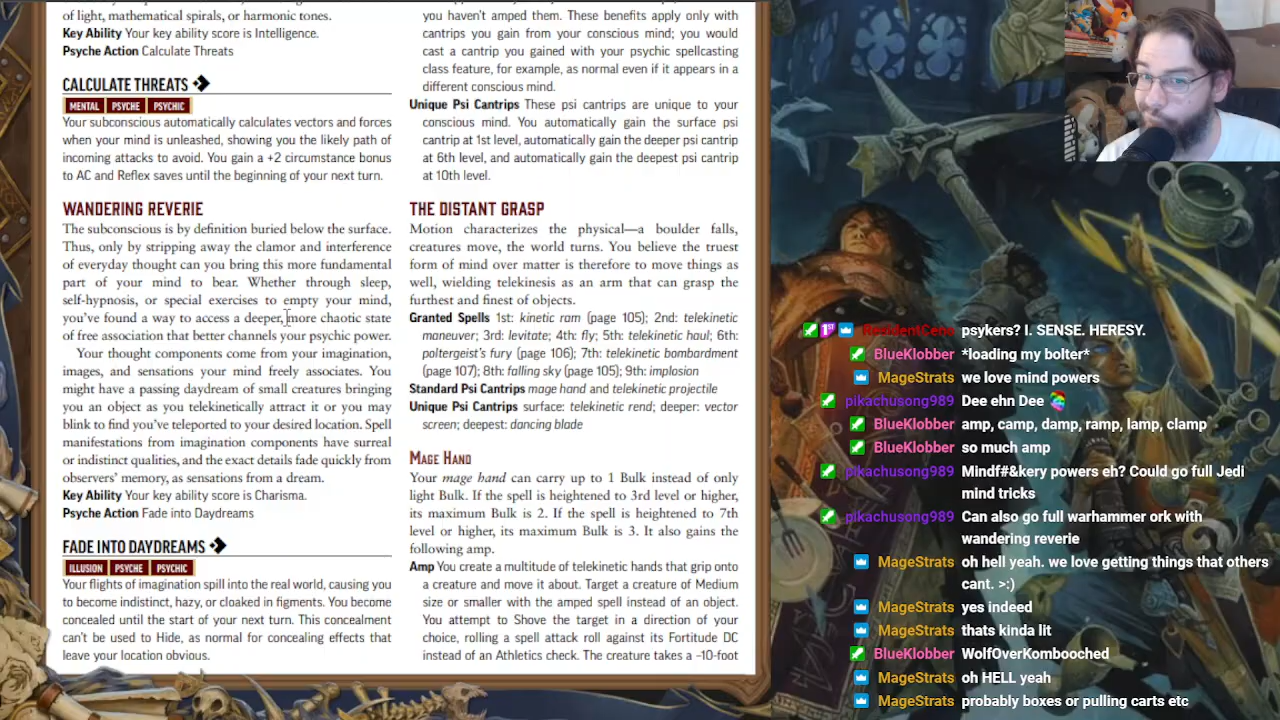 of light, mathematical spirals, or harmonic tones.
Key Ability Your key ability score is Intelligence.
Psyche Action Calculate Threats
CALCULATE THREATS
MENTAL PSYCHE PSYCHIC
Your subconscious automatically calculates vectors and forces
when your mind is unleashed, showing you the likely path of
incoming attacks to avoid. You gain a +2 circumstance bonus
to AC and Reflex saves until the beginning of your next turn.
WANDERING REVERIE
The subconscious is by definition buried below the surface.
Thus, only by stripping away the clamor and interference
of everyday thought can you bring this more fundamental
part of your mind to bear. Whether through sleep,
self-hypnosis, or special exercises to empty your mind,
you've found a way to access a deeper, more chaotic state
of free association that better channels your psychic power.
Your thought components come from your imagination,
images, and sensations your mind freely associates. You
might have a passing daydream of small creatures bringing
you an object as you telekinetically attract it or you may
blink to find you've teleported to your desired location. Spell
manifestations from imagination components have surreal
or indistinct qualities, and the exact details fade quickly from
observers' memory, as sensations from a dream.
Key Ability Your key ability score is Charisma.
Psyche Action Fade into Daydreams
FADE INTO DAYDREAMS
ILLUSION PSYCHE PSYCHIC
Your flights of imagination spill into the real world, causing you
to become indistinct, hazy, or cloaked in figments. You become
concealed until the start of your next turn. This concealment
can't be used to Hide, as normal for concealing effects that
leave your location obvious.
you haven't amped them. These benefits apply only with
cantrips you gain from your conscious mind; you would
cast a cantrip you gained with your psychic spellcasting
class feature, for example, as normal even if it appears in a
different conscious mind.
Unique Psi Cantrips These psi cantrips are unique to your
conscious mind. You automatically gain the surface psi
cantrip at 1st level, automatically gain the deeper psi cantrip
at 6th level, and automatically gain the deepest psi cantrip
at 10th level.
THE DISTANT GRASP
Motion characterizes the physical—a boulder falls,
creatures move, the world turns. You believe the truest
form of mind over matter is therefore to move things as
well, wielding telekinesis as an arm that can grasp the
furthest and finest of objects.
Granted Spells 1st: kinetic ram (page 105); 2nd: telekinetic
maneuver; 3rd: levitate; 4th: fly; 5th: telekinetic haul; 6th:
poltergeist's fury (page 106); 7th: telekinetic bombardment
(page 107); 8th: falling sky (page 105); 9th: implosion
Standard Psi Cantrips mage hand and telekinetic projectile
Unique Psi Cantrips surface: telekinetic rend; deeper: vector
screen; deepest: dancing blade
MAGE HAND
Your mage hand can carry up to 1 Bulk instead of only
light Bulk. If the spell is heightened to 3rd level or higher,
its maximum Bulk is 2. If the spell is heightened to 7th
level or higher, its maximum Bulk is 3. It also gains the
following amp.
Amp You create a multitude of telekinetic hands that grip onto
a creature and move it about. Target a creature of Medium
size or smaller with the amped spell instead of an object.
You attempt to Shove the target in a direction of your
choice, rolling a spell attack roll against its Fortitude DC
instead of an Athletics check. The creature takes a -10-foot
psykers? I. SENSE. HERESY.
BlueKlobber *loading my bolter*
MageStrats we love mind powers
pikachusong989 Dee ehn Dee
BlueKlobber amp, camp, damp, ramp, lamp, clamp
BlueKlobber so much amp
pikachusong989 Mindf#&kery powers eh? Could go full Jedi
mind tricks
pikachusong989 Can also go full warhammer ork with
wandering reverie
MageStrats oh hell yeah. we love getting things that others
cant. >:)
MageStrats yes indeed
MageStrats thats kinda lit
BlueKlobber WolfOverKombooched
MageStrats oh HELL yeah
MageStrats probably boxes or pulling carts etc